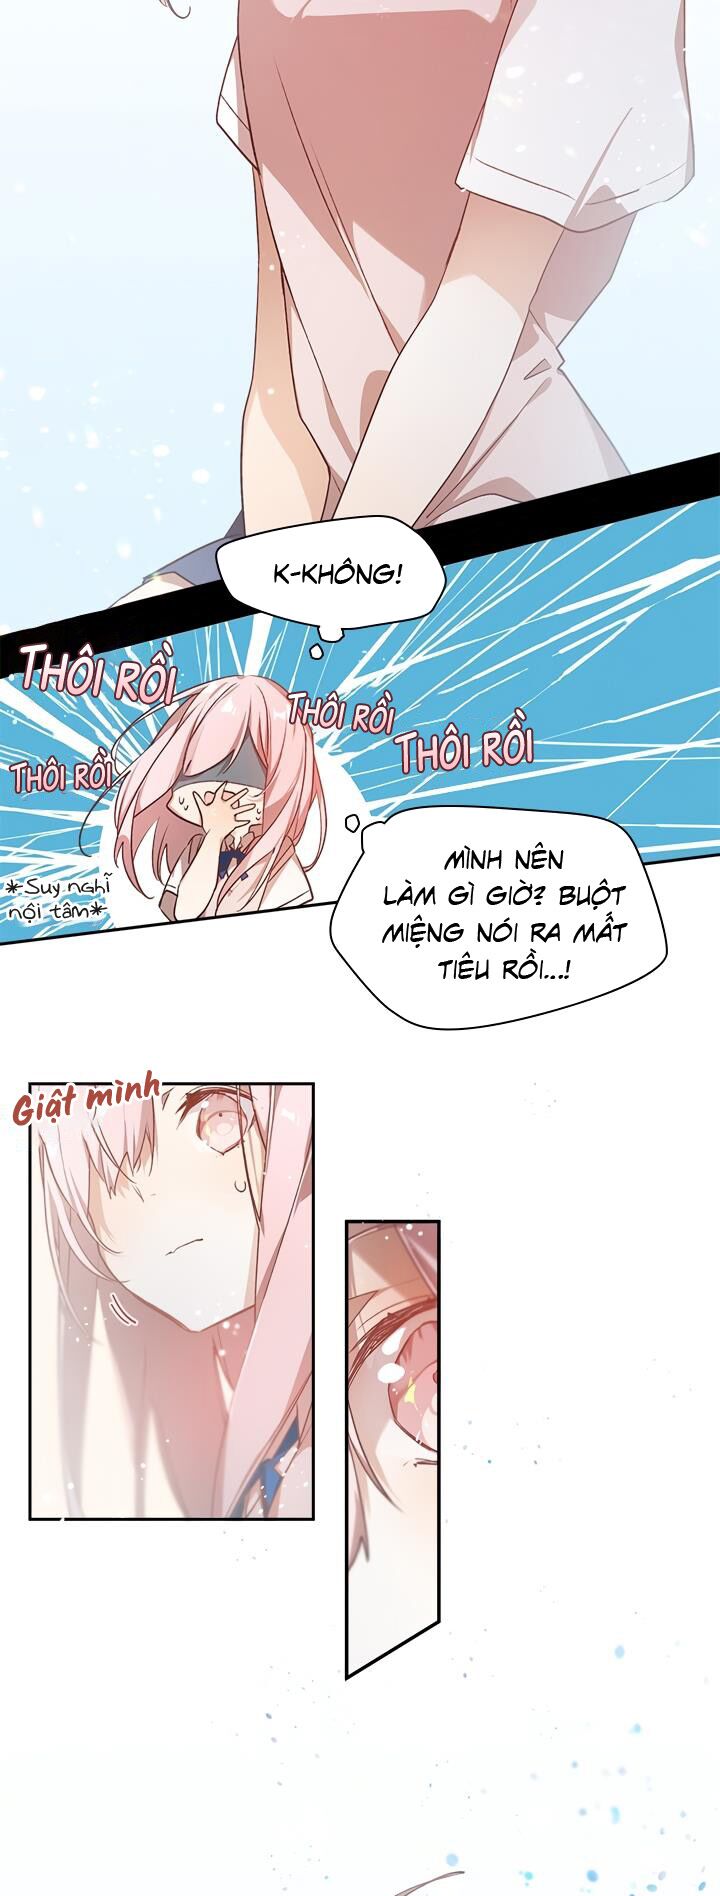 K-KHÔNG!
THÔI RỒI
THÔI RỒI
THÔI RỒI
THÔI RỒI
*Suy nghĩ
nội tâm*
MÌNH NÊN
LÀM GÌ GIỜ? BUỘT
MIỆNG NÓI RA MẤT
TIÊU RỒI...!
Giật mình